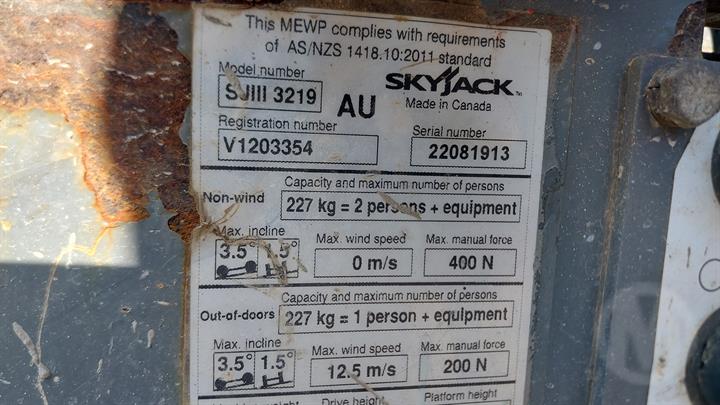 This MEWP complies with requirements
of AS/NZS 1418.10:2011 standard
Model number
SJIII 3219
AU
SKYJACK
Made in Canada
Registration number
V1203354
Serial number
22081913
Capacity and maximum number of persons
Non-wind
227 kg = 2 persons + equipment
Max. incline Max. wind speed Max. manual force
3.5° 1.5° 0 m/s 400 N
Capacity and maximum number of persons
Out-of-doors
227 kg = 1 person + equipment
Max. incline Max. wind speed Max. manual force
3.5° 1.5° 12.5 m/s 200 N
Drive height Platform height